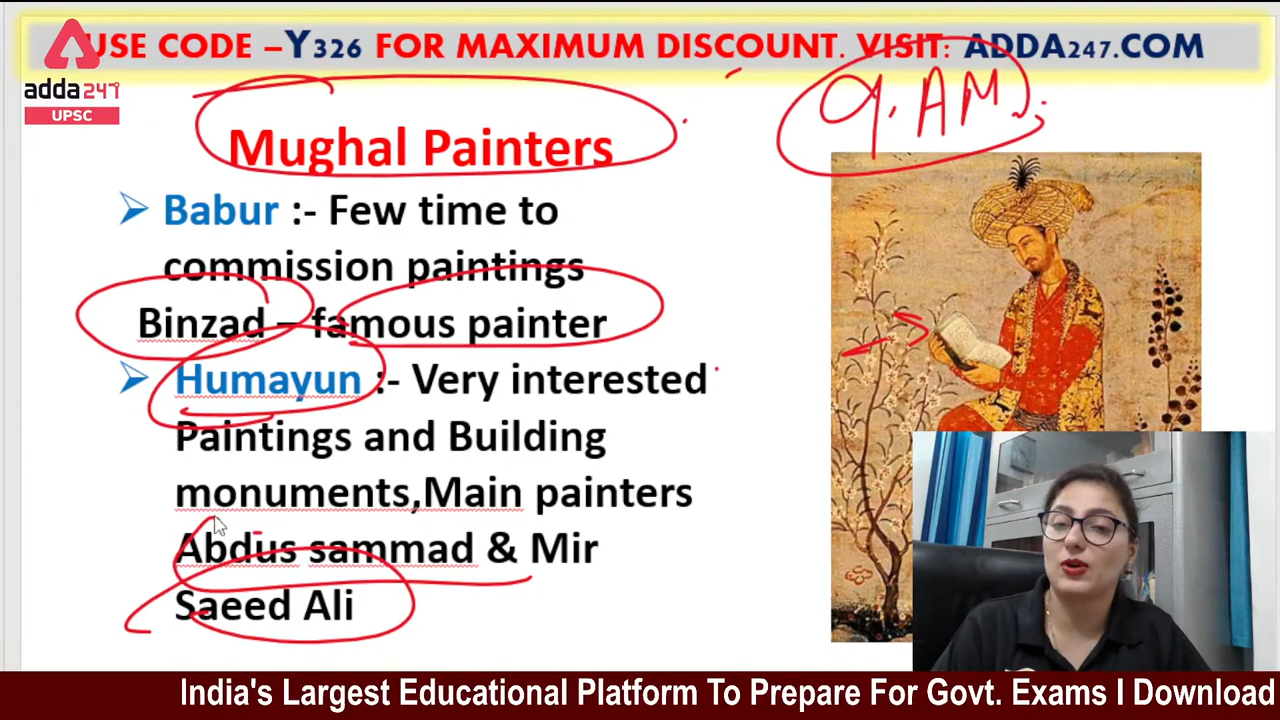 USE CODE –Y326 FOR MAXIMUM DISCOUNT. VISIT: ADDA247.COM
adda247
UPSC
9.AM
Mughal Painters
Babur :- Few time to
commission paintings
Binzad – famous painter
Humayun :- Very interested
Paintings and Building
monuments,Main painters
Abdus sammad & Mir
Saeed Ali
India's Largest Educational Platform To Prepare For Govt. Exams I Download